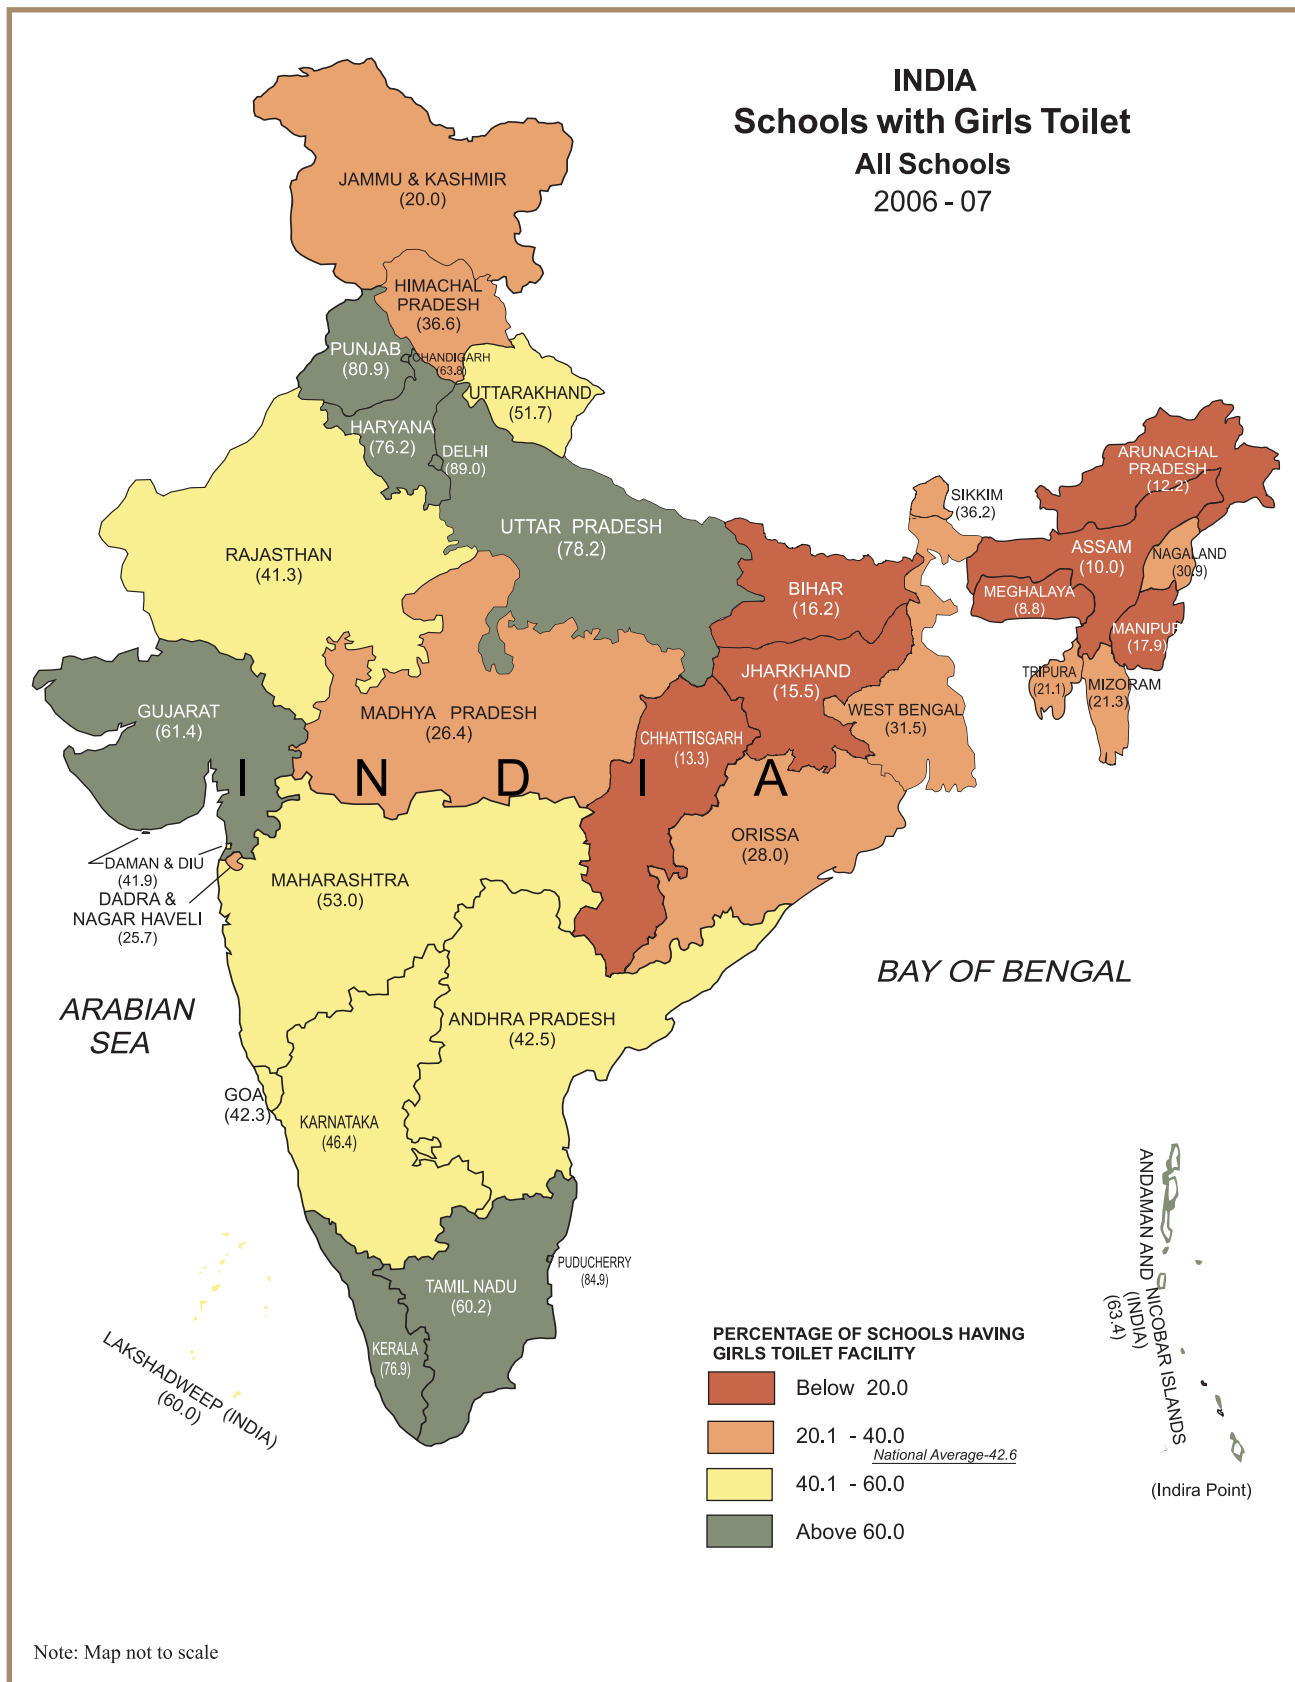 INDIA
Schools with Girls Toilet
All Schools
2006 - 07
JAMMU & KASHMIR
(20.0)
HIMACHAL
PRADESH
(36.6)
PUNJAB
(80.9)
CHANDIGARH
(63.8)
UTTARAKHAND
(51.7)
HARYANA
(76.2)
DELHI
(89.0)
ARUNACHAL
PRADESH
(12.2)
SIKKIM
(36.2)
UTTAR PRADESH
(78.2)
RAJASTHAN
(41.3)
ASSAM
(10.0)
NAGALAND
(30.9)
BIHAR
(16.2)
MEGHALAYA
(8.8)
MANIPUR
(17.9)
JHARKHAND
(15.5)
TRIPURA
(21.1)
MIZORAM
(21.3)
GUJARAT
(61.4)
MADHYA PRADESH
(26.4)
WEST BENGAL
(31.5)
CHHATTISGARH
(13.3)
I N D I A
ORISSA
(28.0)
DAMAN & DIU
(41.9)
DADRA &
NAGAR HAVELI
(25.7)
MAHARASHTRA
(53.0)
BAY OF BENGAL
ARABIAN
SEA
ANDHRA PRADESH
(42.5)
GOA
(42.3)
KARNATAKA
(46.4)
ANDAMAN AND NICOBAR ISLANDS
(INDIA)
(63.4)
PUDUCHERRY
(84.9)
TAMIL NADU
(60.2)
KERALA
(76.9)
LAKSHADWEEP (INDIA)
(60.0)
PERCENTAGE OF SCHOOLS HAVING
GIRLS TOILET FACILITY
Below 20.0
20.1 - 40.0
National Average-42.6
40.1 - 60.0
Above 60.0
(Indira Point)
Note: Map not to scale